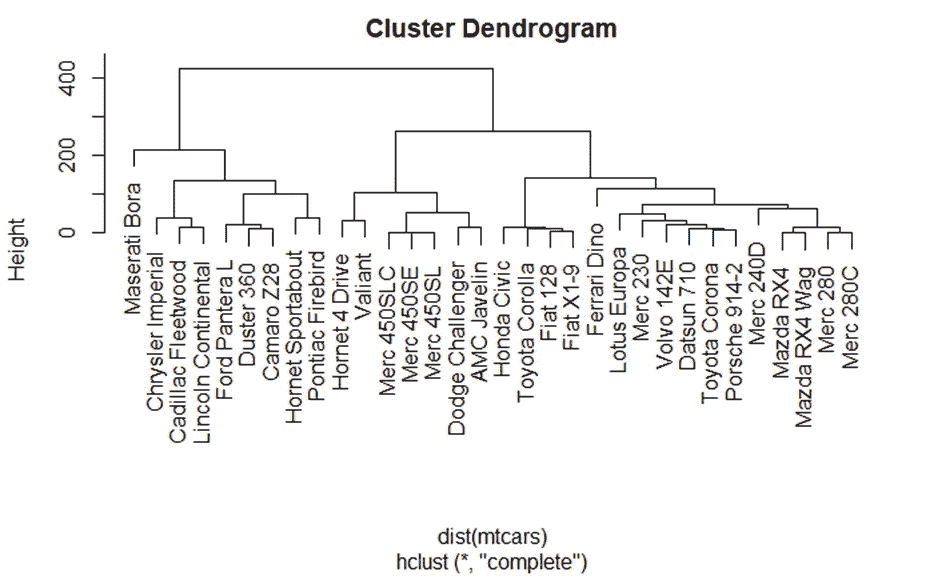 Cluster Dendrogram
Height
400
200
0
Maserati Bora
Chrysler Imperial
Cadillac Fleetwood
Lincoln Continental
Ford Pantera L
Duster 360
Camaro Z28
Hornet Sportabout
Pontiac Firebird
Hornet 4 Drive
Valiant
Merc 450SLC
Merc 450SE
Merc 450SL
Dodge Challenger
AMC Javelin
Honda Civic
Toyota Corolla
Fiat 128
Fiat X1-9
Ferrari Dino
Lotus Europa
Merc 230
Volvo 142E
Datsun 710
Toyota Corona
Porsche 914-2
Merc 240D
Mazda RX4
Mazda RX4 Wag
Merc 280
Merc 280C
dist(mtcars)
hclust (*, "complete")